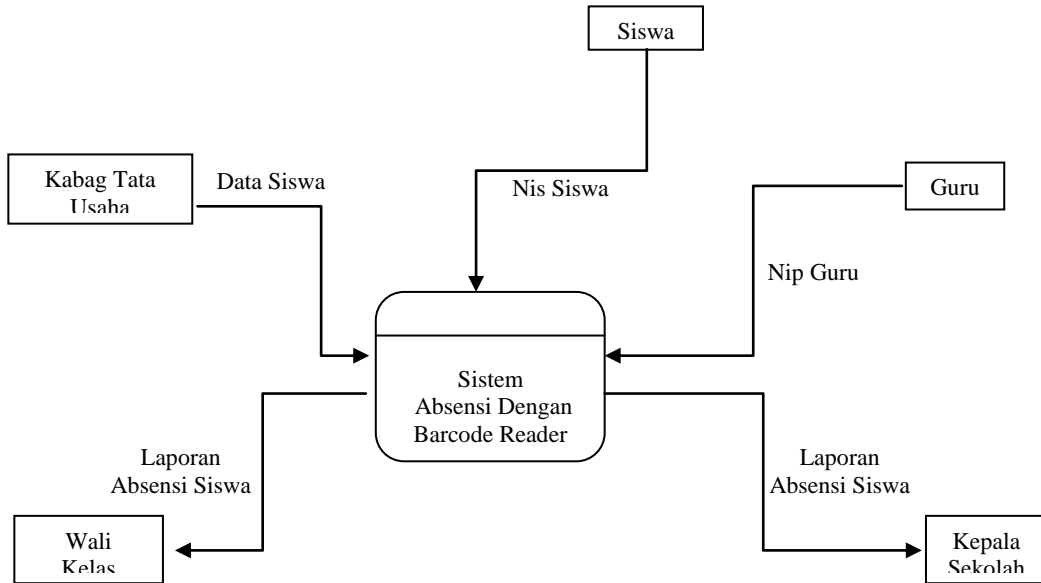 Siswa
Kabag Tata
Usaha
Data Siswa
Nis Siswa
Guru
Nip Guru
Sistem
Absensi Dengan
Barcode Reader
Laporan
Absensi Siswa
Laporan
Absensi Siswa
Wali
Kelas
Kepala
Sekolah